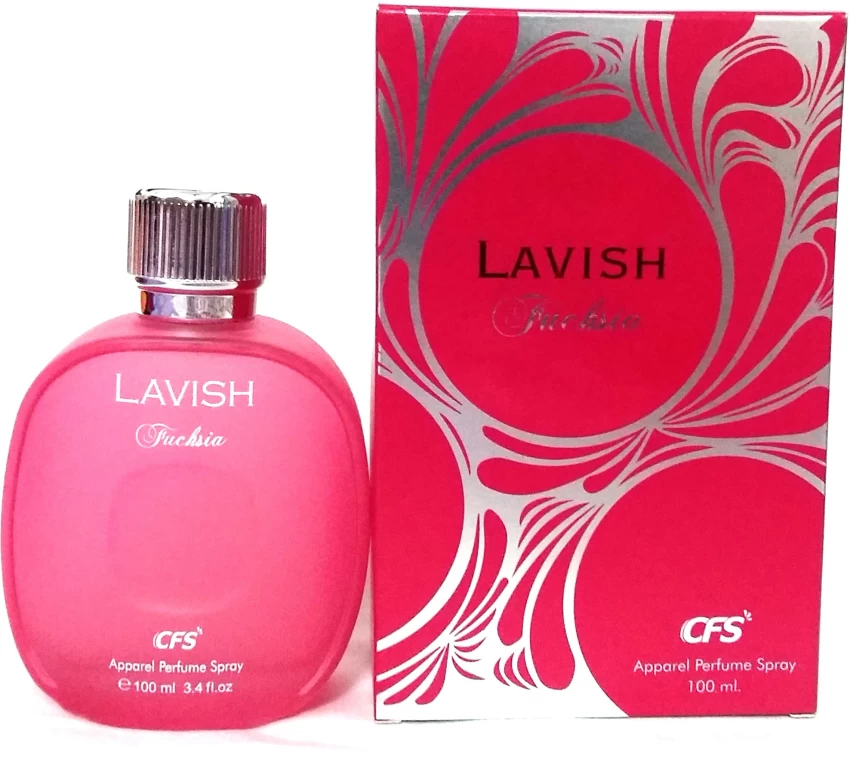 LAVISH
Fuchsia
CFS
Apparel Perfume Spray
℮ 100 ml 3.4 fl.oz
LAVISH
Fuchsia
CFS
Apparel Perfume Spray
100 ml.